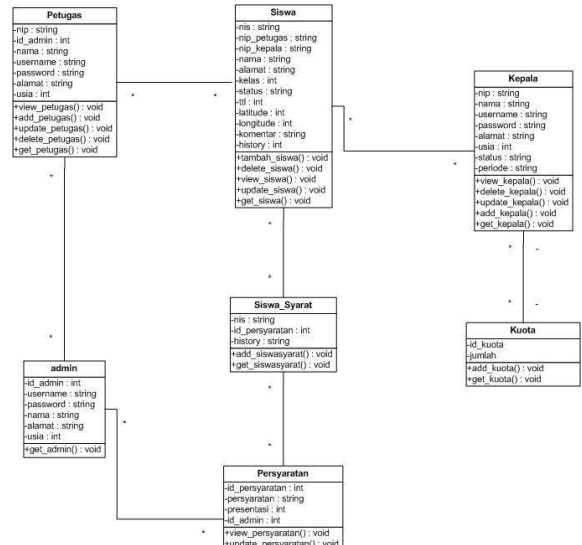 Petugas
-nip : string
-id_admin : int
-nama : string
-username : string
-password : string
-alamat : string
-usia : int
+view_petugas() : void
+add_petugas() : void
+update_petugas() : void
+delete_petugas() : void
+get_petugas() : void
Siswa
-nis : string
-nip_petugas : string
-nip_kepala : string
-nama : string
-alamat : string
-kelas : int
-status : string
-ttl : int
-latitude : int
-longitude : int
-komentar : string
-history : int
+tambah_siswa() : void
+delete_siswa() : void
+view_siswa() : void
+update_siswa() : void
+get_siswa() : void
Kepala
-nip : string
-nama : string
-username : string
-password : string
-alamat : string
-usia : int
-status : string
-periode : string
+view_kepala() : void
+delete_kepala() : void
+update_kepala() : void
+add_kepala() : void
+get_kepala() : void
Siswa_Syarat
-nis : string
-id_persyaratan : int
-history : string
+add_siswasyarat() : void
+get_siswasyarat() : void
Kuota
-id_kuota
-jumlah
+add_kuota() : void
+get_kuota() : void
admin
-id_admin : int
-username : string
-password : string
-nama : string
-alamat : string
-usia : int
+get_admin() : void
Persyaratan
-id_persyaratan : int
-persyaratan : string
-presentasi : int
-id_admin : int
+view_persyaratan() : void
+update_persyaratan() : void